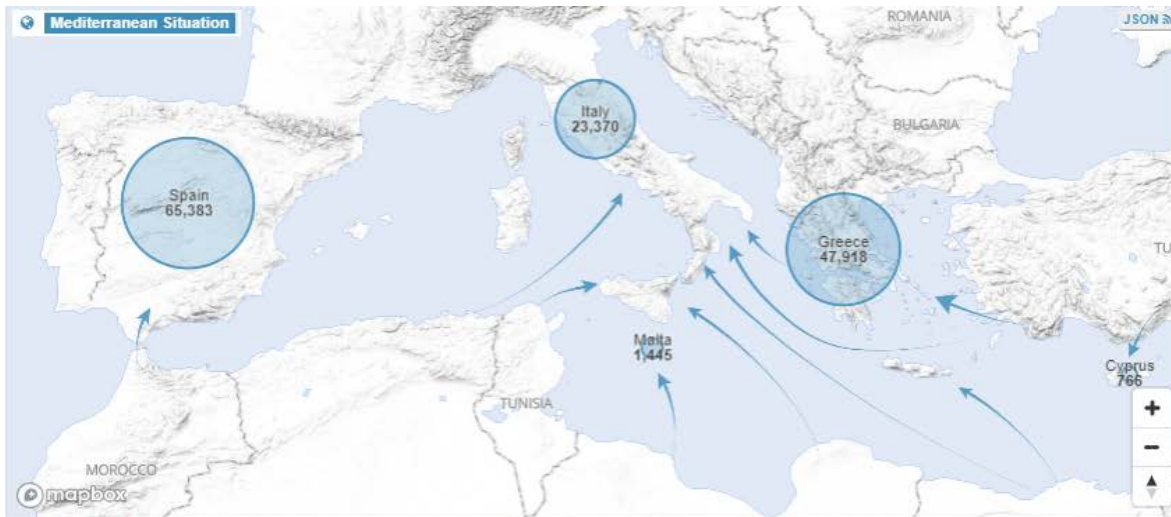 Mediterranean Situation
ROMANIA
JSON
Italy
23,370
BULGARIA
Spain
65,383
Greece
47,918
TU
Malta
1,445
Cyprus
766
TUNISIA
MOROCCO
mapbox